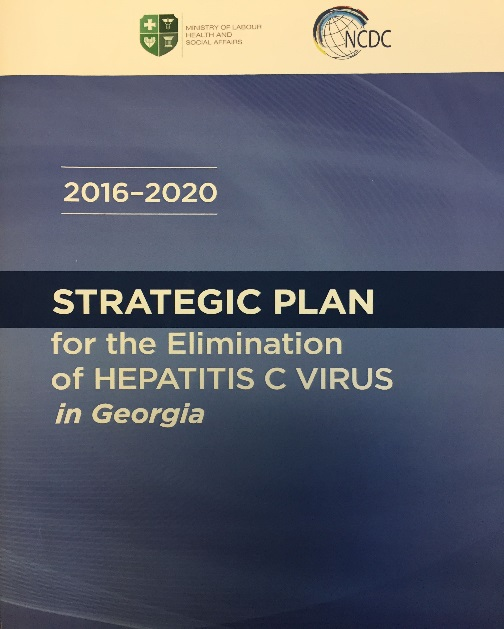 MINISTRY OF LABOUR
HEALTH AND
SOCIAL AFFAIRS
NCDC
2016–2020
STRATEGIC PLAN
for the Elimination
of HEPATITIS C VIRUS
in Georgia